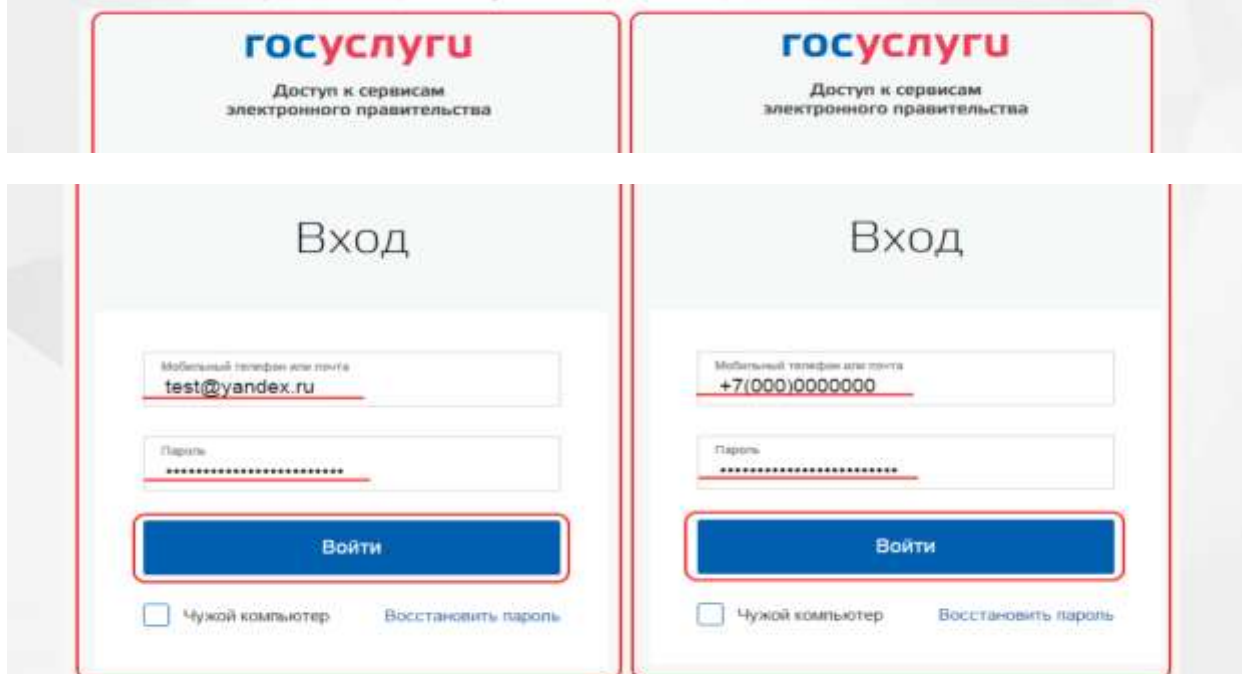 госуслуги
Доступ к сервисам
электронного правительства
Вход
Мобильный телефон или почта
test@yandex.ru
Пароль
************************
Войти
Чужой компьютер
Восстановить пароль
госуслуги
Доступ к сервисам
электронного правительства
Вход
Мобильный телефон или почта
+7(000)0000000
Пароль
************************
Войти
Чужой компьютер
Восстановить пароль